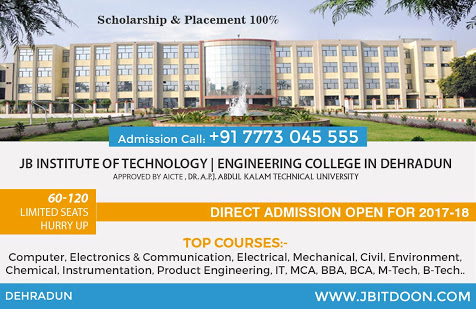 Scholarship & Placement 100%
Admission Call: +91 7773 045 555
JB INSTITUTE OF TECHNOLOGY | ENGINEERING COLLEGE IN DEHRADUN
APPROVED BY AICTE , DR. A.P.J. ABDUL KALAM TECHNICAL UNIVERSITY
60-120
LIMITED SEATS
HURRY UP
DIRECT ADMISSION OPEN FOR 2017-18
TOP COURSES:-
Computer, Electronics & Communication, Electrical, Mechanical, Civil, Environment,
Chemical, Instrumentation, Product Engineering, IT, MCA, BBA, BCA, M-Tech, B-Tech..
DEHRADUN
WWW.JBITDOON.COM